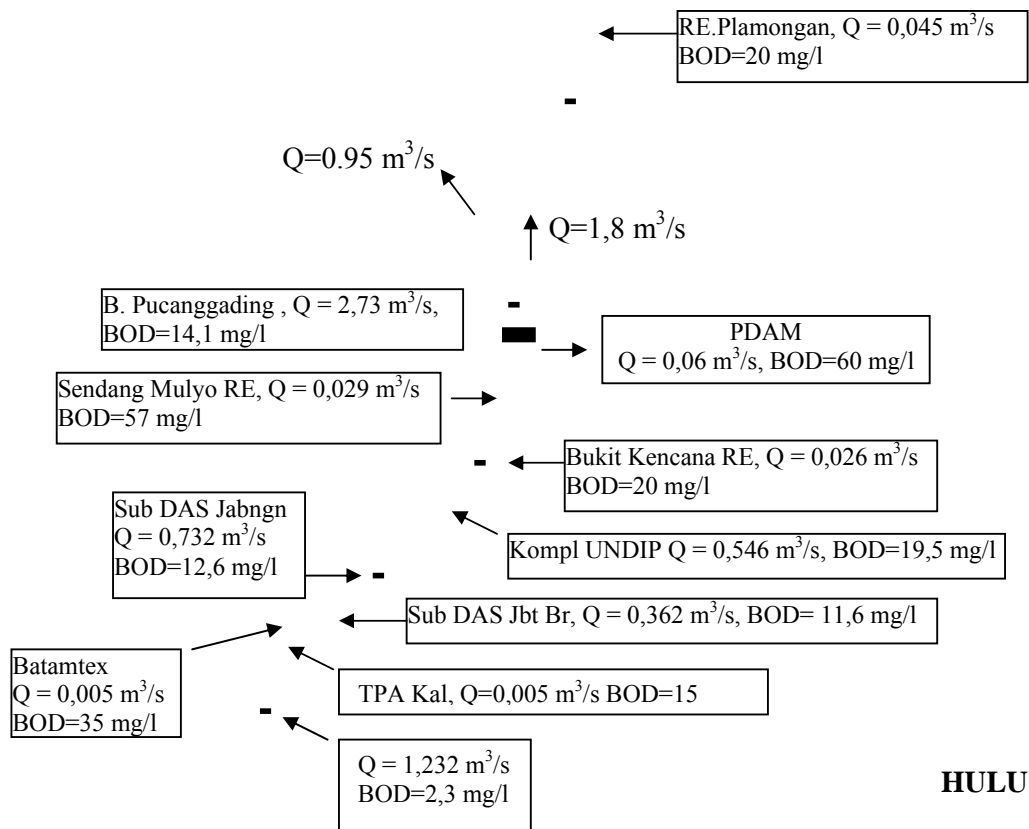 RE.Plamongan, Q = 0,045 m³/s
BOD=20 mg/l
Q=0.95 m³/s
Q=1,8 m³/s
B. Pucanggading , Q = 2,73 m³/s,
BOD=14,1 mg/l
PDAM
Q = 0,06 m³/s, BOD=60 mg/l
Sendang Mulyo RE, Q = 0,029 m³/s
BOD=57 mg/l
Bukit Kencana RE, Q = 0,026 m³/s
BOD=20 mg/l
Sub DAS Jabngn
Q = 0,732 m³/s
BOD=12,6 mg/l
Kompl UNDIP Q = 0,546 m³/s, BOD=19,5 mg/l
Sub DAS Jbt Br, Q = 0,362 m³/s, BOD= 11,6 mg/l
Batamtex
Q = 0,005 m³/s
BOD=35 mg/l
TPA Kal, Q=0,005 m³/s BOD=15
Q = 1,232 m³/s
BOD=2,3 mg/l
HULU